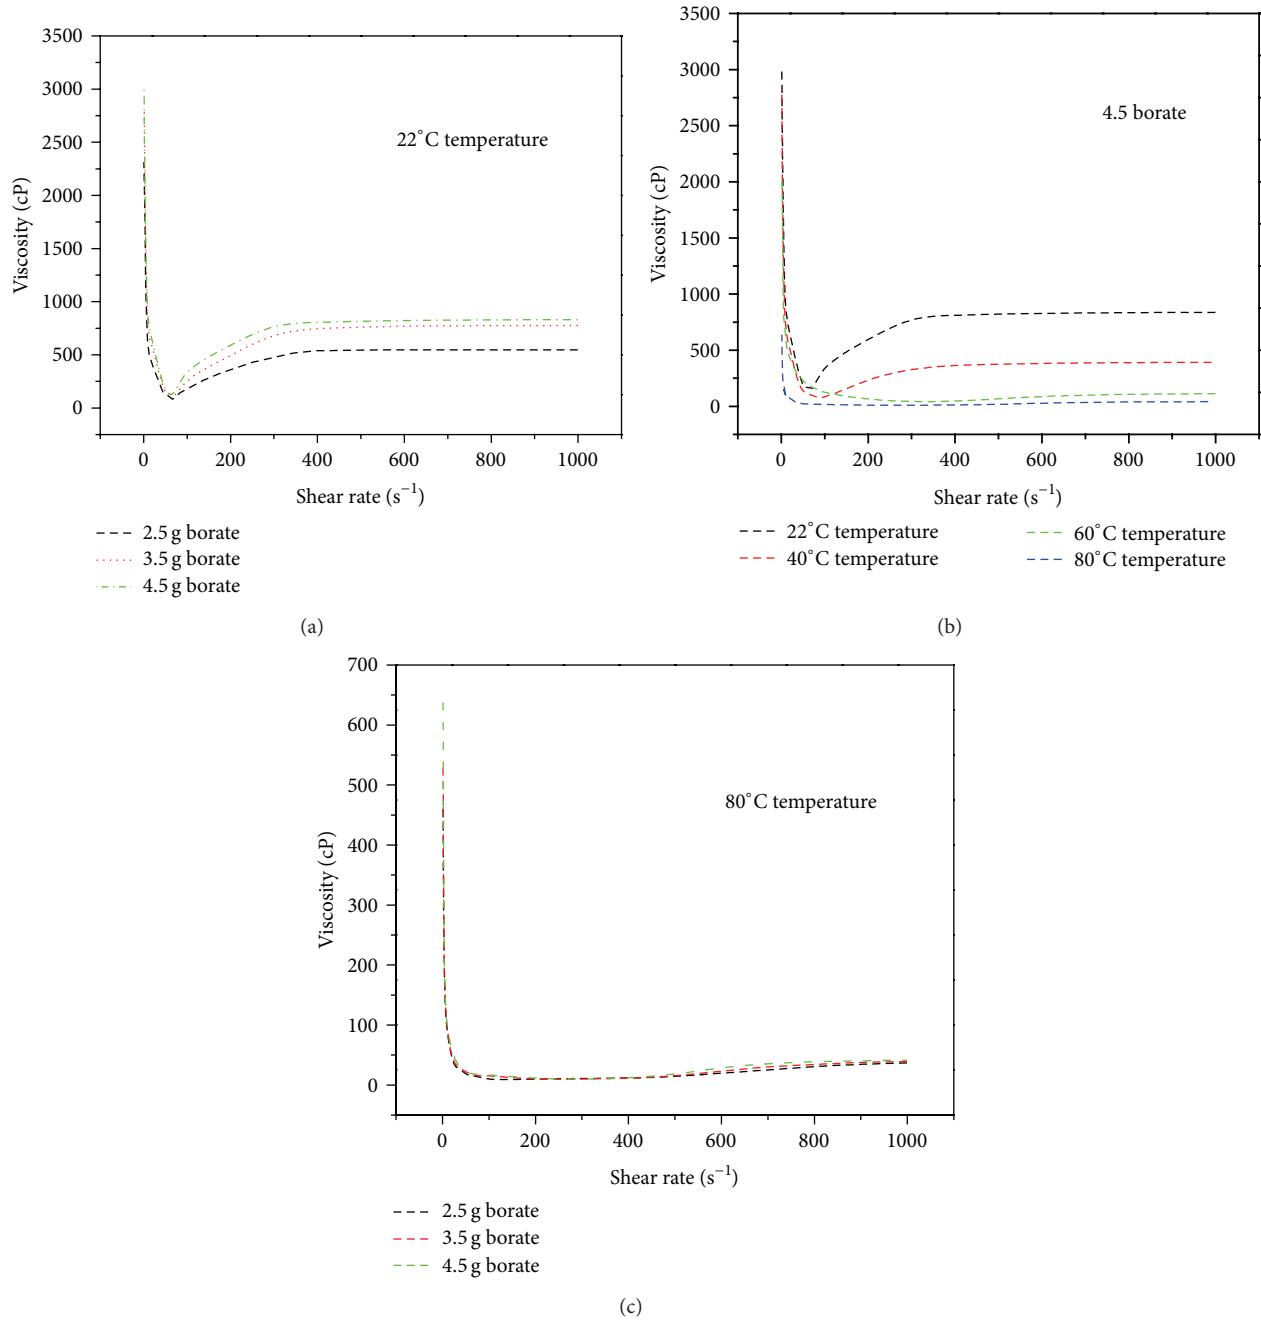 3500
3000
2500
2000
1500
1000
500
0
Viscosity (cP)
22°C temperature
0 200 400 600 800 1000
Shear rate (s⁻¹)
2.5 g borate
3.5 g borate
4.5 g borate
(a)
3500
3000
2500
2000
1500
1000
500
0
Viscosity (cP)
4.5 borate
0 200 400 600 800 1000
Shear rate (s⁻¹)
22°C temperature
40°C temperature
60°C temperature
80°C temperature
(b)
700
600
500
400
300
200
100
0
Viscosity (cP)
80°C temperature
0 200 400 600 800 1000
Shear rate (s⁻¹)
2.5 g borate
3.5 g borate
4.5 g borate
(c)